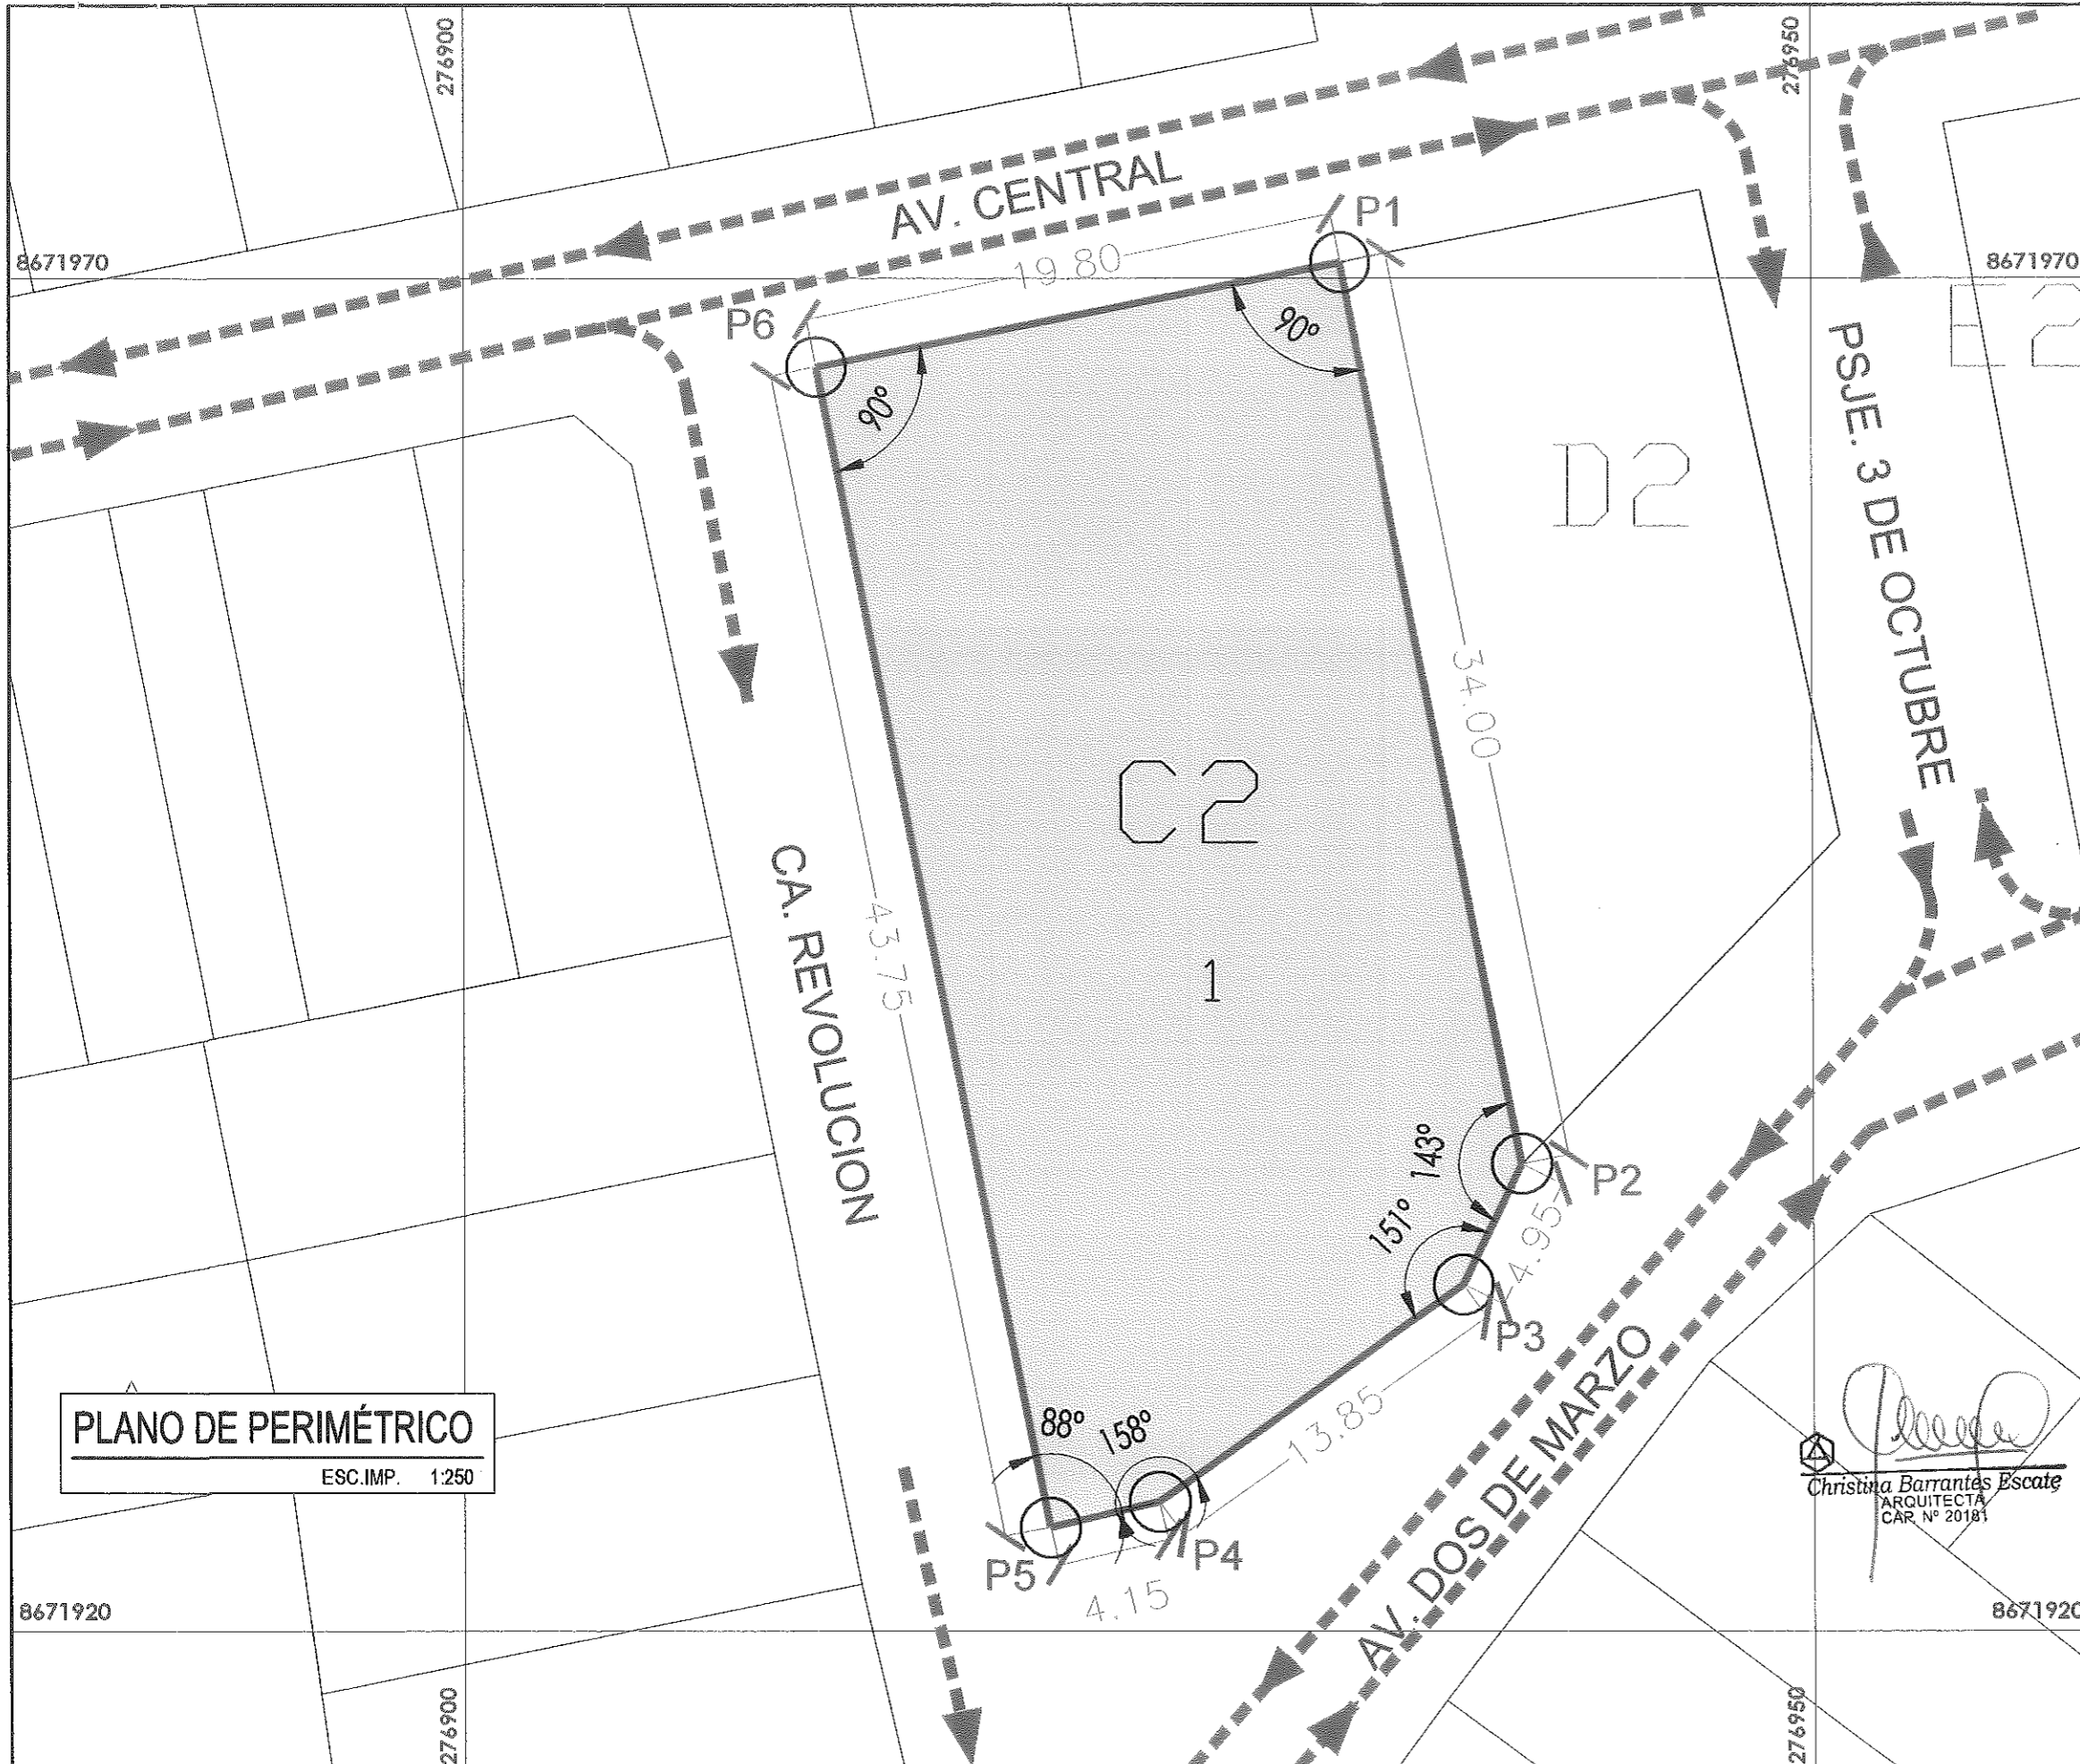 276900
276950
AV. CENTRAL
P1
8671970
8671970
19.80
P6
90°
90°
E2
PSJE. 3 DE OCTUBRE
D2
34.00
C2
CA. REVOLUCION
43.75
1
143°
P2
151°
4.95
P3
13.85
AV. DOS DE MARZO
PLANO DE PERIMÉTRICO
ESC.IMP. 1:250
88°
158°
P5
P4
4.15
Christina Barrantes Escate
ARQUITECTA
CAP. Nº 20181
8671920
8671920
276900
276950